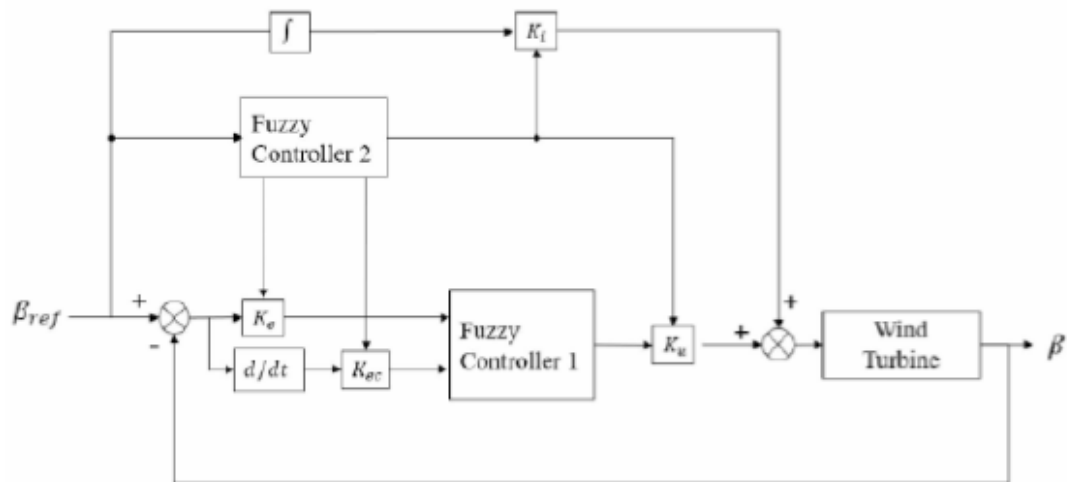 ∫
K_i
Fuzzy
Controller 2
β_ref
+
-
K_e
d/dt
K_ec
Fuzzy
Controller 1
K_u
+
+
Wind
Turbine
β